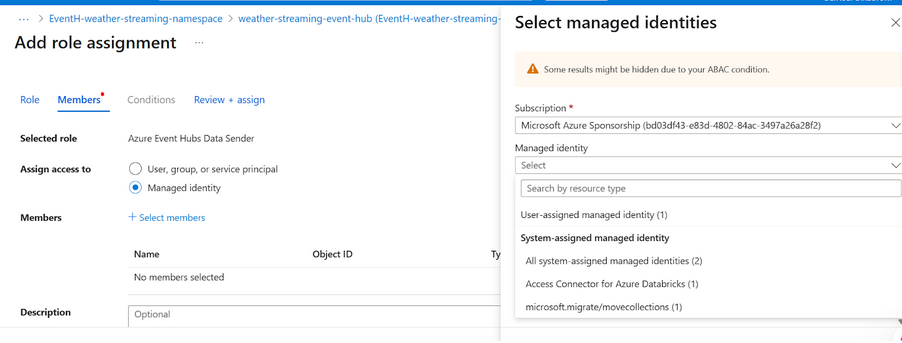 ... > EventH-weather-streaming-namespace > weather-streaming-event-hub (EventH-weather-streaming-
Add role assignment ...
Role Members Conditions Review + assign
Selected role Azure Event Hubs Data Sender
Assign access to User, group, or service principal
Managed identity
Members + Select members
Name Object ID Ty
No members selected
Description Optional
Select managed identities
Some results might be hidden due to your ABAC condition.
Subscription *
Microsoft Azure Sponsorship (bd03df43-e83d-4802-84ac-3497a26a28f2)
Managed identity
Select
Search by resource type
User-assigned managed identity (1)
System-assigned managed identity
All system-assigned managed identities (2)
Access Connector for Azure Databricks (1)
microsoft.migrate/movecollections (1)